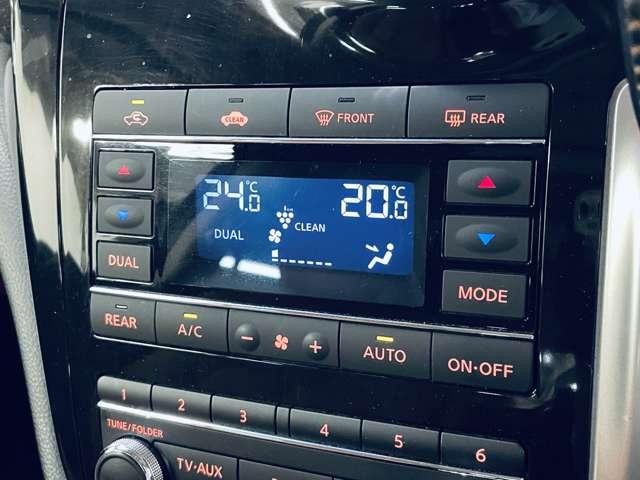 CLEAN FRONT REAR
24.0°C 20.0°C
DUAL CLEAN
DUAL
MODE
REAR A/C - + AUTO ON·OFF
1 2 3 4 5 6
TUNE/FOLDER
TV·AUX